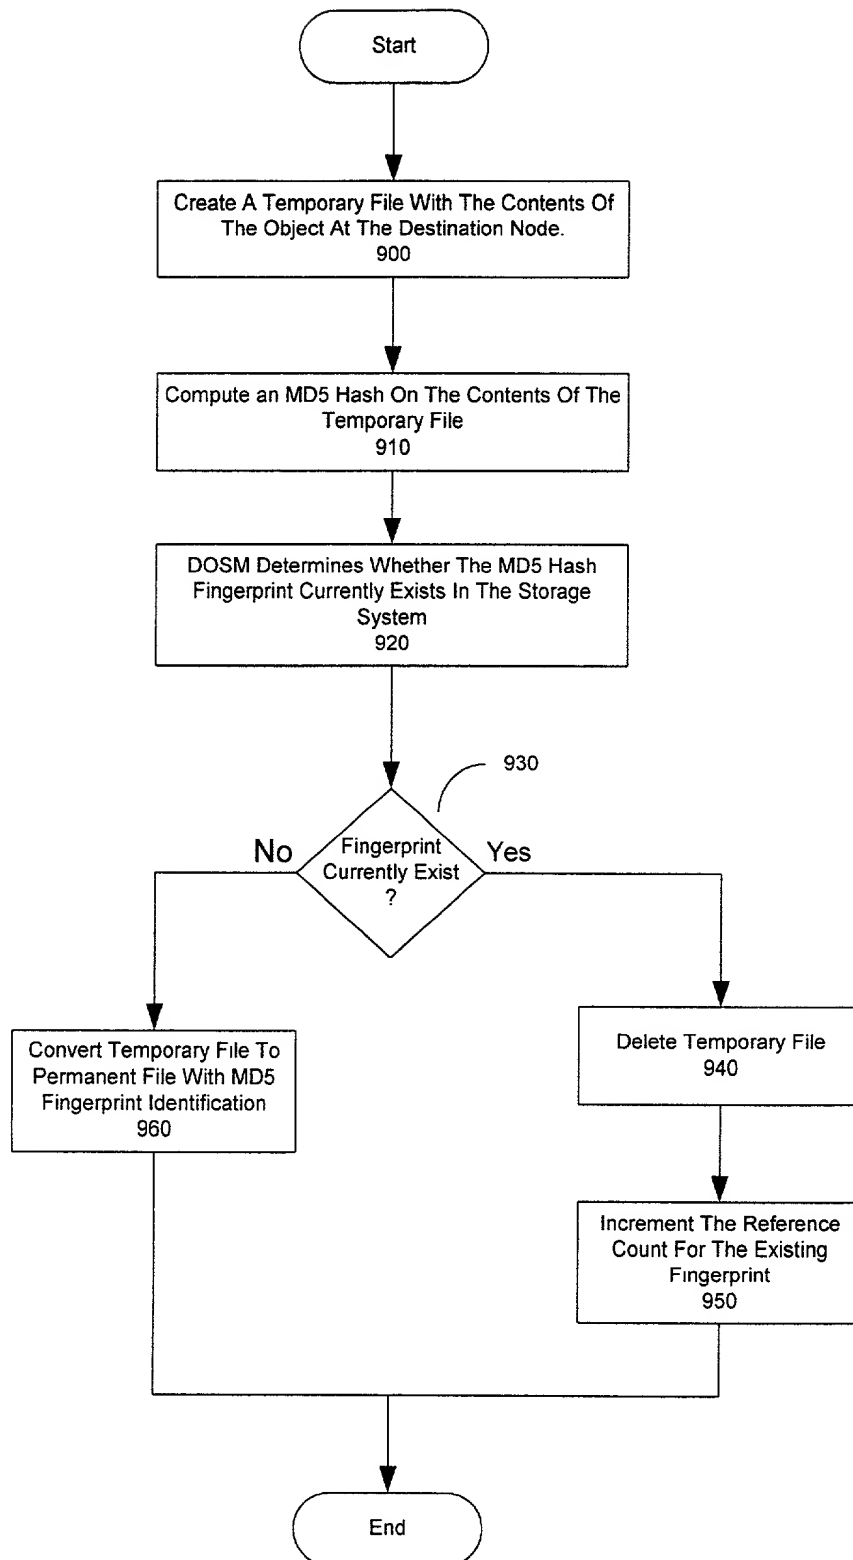 Start
Create A Temporary File With The Contents Of
The Object At The Destination Node.
900
Compute an MD5 Hash On The Contents Of The
Temporary File
910
DOSM Determines Whether The MD5 Hash
Fingerprint Currently Exists In The Storage
System
920
930
No
Fingerprint
Currently Exist
?
Yes
Convert Temporary File To
Permanent File With MD5
Fingerprint Identification
960
Delete Temporary File
940
Increment The Reference
Count For The Existing
Fingerprint
950
End